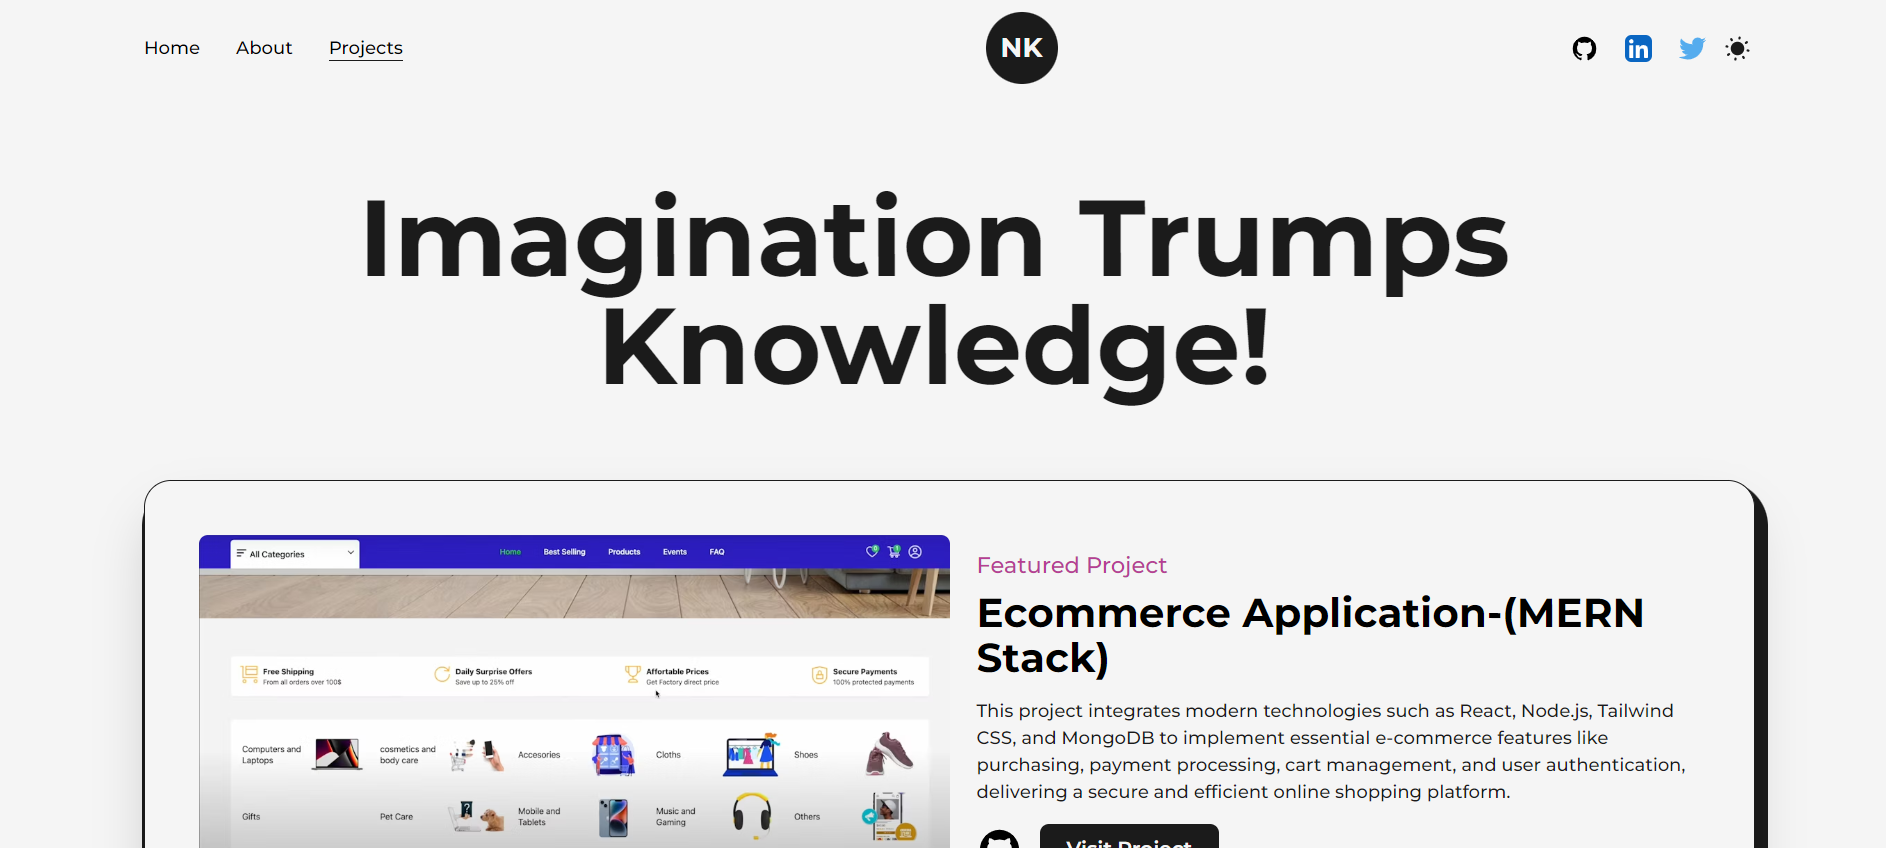 Home About Projects
NK
Imagination Trumps
Knowledge!
All Categories
Home Best Selling Products Events FAQ
Free Shipping
From all orders over 100$
Daily Surprise Offers
Save up to 25% off
Affortable Prices
Get Factory direct price
Secure Payments
100% protected payments
Computers and
Laptops
cosmetics and
body care
Accesories
Cloths
Shoes
Gifts
Pet Care
Mobile and
Tablets
Music and
Gaming
Others
Featured Project
Ecommerce Application-(MERN
Stack)
This project integrates modern technologies such as React, Node.js, Tailwind
CSS, and MongoDB to implement essential e-commerce features like
purchasing, payment processing, cart management, and user authentication,
delivering a secure and efficient online shopping platform.
Visit Project